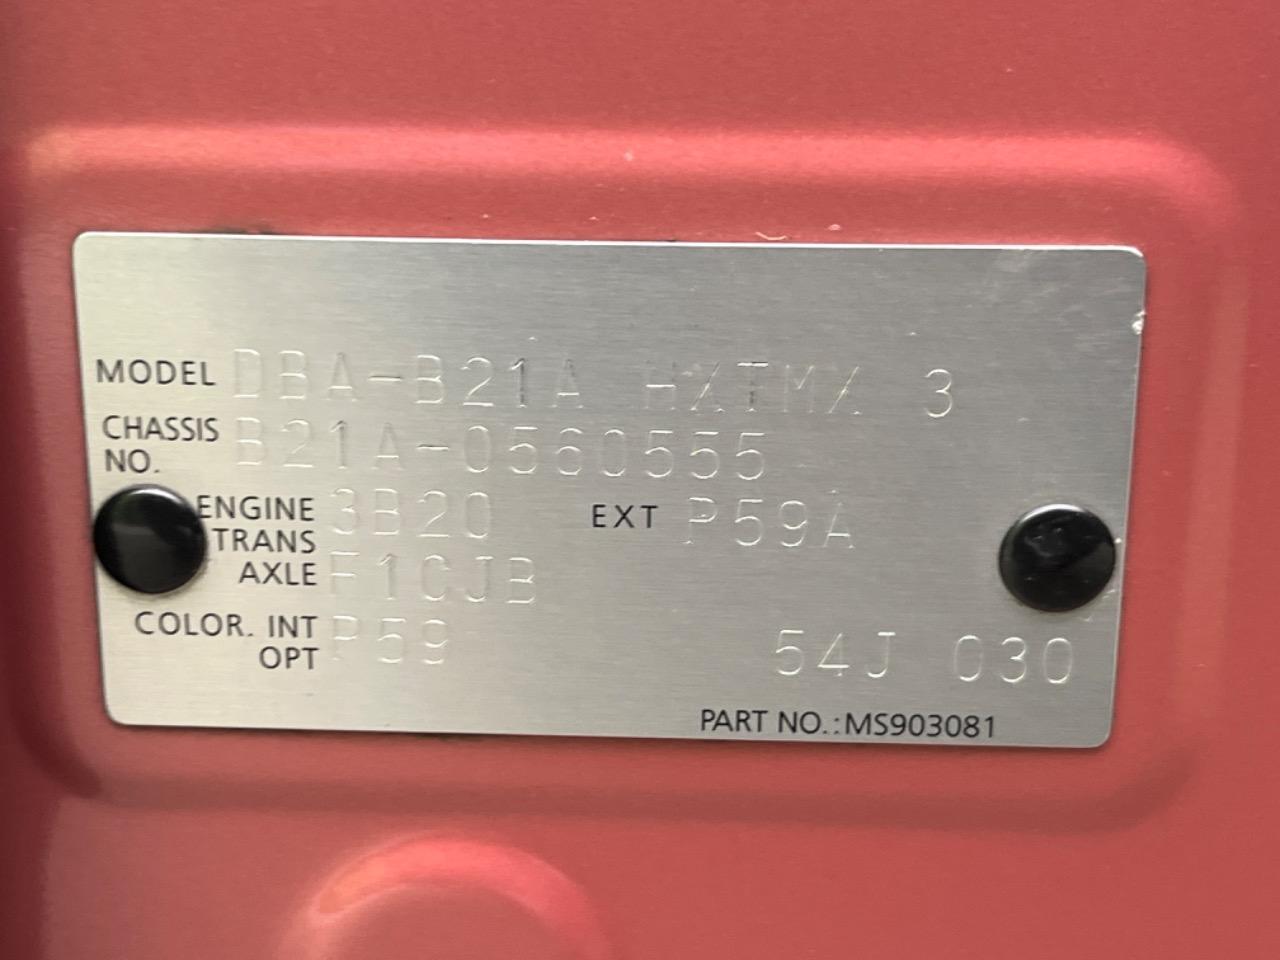 MODEL DBA-B21A HXTMX 3
CHASSIS NO. B21A-0560555
ENGINE 3B20 EXT P59A
TRANS AXLE F1CJB
COLOR. INT OPT P59 54J 030
PART NO.:MS903081